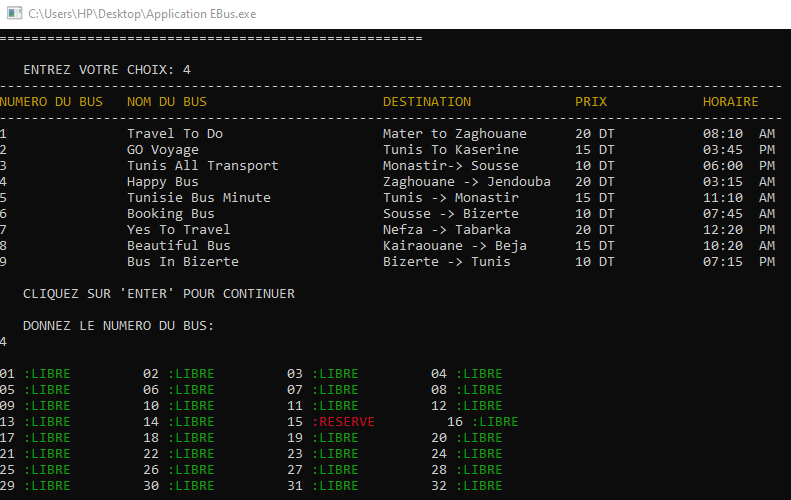 C:\Users\HP\Desktop\Application EBus.exe
=====================================================
ENTREZ VOTRE CHOIX: 4
--------------------------------------------------------------------------------------------------
NUMERO DU BUS NOM DU BUS DESTINATION PRIX HORAIRE
--------------------------------------------------------------------------------------------------
1 Travel To Do Mater to Zaghouane 20 DT 08:10 AM
2 GO Voyage Tunis To Kaserine 15 DT 03:45 PM
3 Tunis All Transport Monastir-> Sousse 10 DT 06:00 PM
4 Happy Bus Zaghouane -> Jendouba 20 DT 03:15 AM
5 Tunisie Bus Minute Tunis -> Monastir 15 DT 11:10 AM
6 Booking Bus Sousse -> Bizerte 10 DT 07:45 AM
7 Yes To Travel Nefza -> Tabarka 20 DT 12:20 PM
8 Beautiful Bus Kairaouane -> Beja 15 DT 10:20 AM
9 Bus In Bizerte Bizerte -> Tunis 10 DT 07:15 PM
CLIQUEZ SUR 'ENTER' POUR CONTINUER
DONNEZ LE NUMERO DU BUS:
4
01 :LIBRE 02 :LIBRE 03 :LIBRE 04 :LIBRE
05 :LIBRE 06 :LIBRE 07 :LIBRE 08 :LIBRE
09 :LIBRE 10 :LIBRE 11 :LIBRE 12 :LIBRE
13 :LIBRE 14 :LIBRE 15 :RESERVE 16 :LIBRE
17 :LIBRE 18 :LIBRE 19 :LIBRE 20 :LIBRE
21 :LIBRE 22 :LIBRE 23 :LIBRE 24 :LIBRE
25 :LIBRE 26 :LIBRE 27 :LIBRE 28 :LIBRE
29 :LIBRE 30 :LIBRE 31 :LIBRE 32 :LIBRE